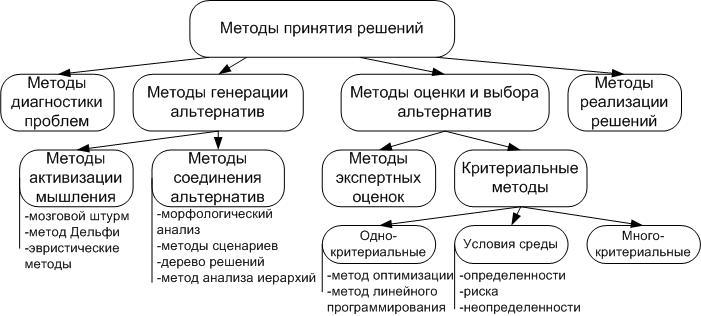 Методы принятия решений
Методы
диагностики
проблем
Методы генерации
альтернатив
Методы оценки и выбора
альтернатив
Методы
реализации
решений
Методы
активизации
мышления
-мозговой штурм
-метод Дельфи
-эвристические
методы
Методы
соединения
альтернатив
-морфологический
анализ
-методы сценариев
-дерево решений
-метод анализа иерархий
Методы
экспертных
оценок
Критериальные
методы
Одно-
критериальные
-метод оптимизации
-метод линейного
программирования
Условия среды
-определенности
-риска
-неопределенности
Много-
критериальные